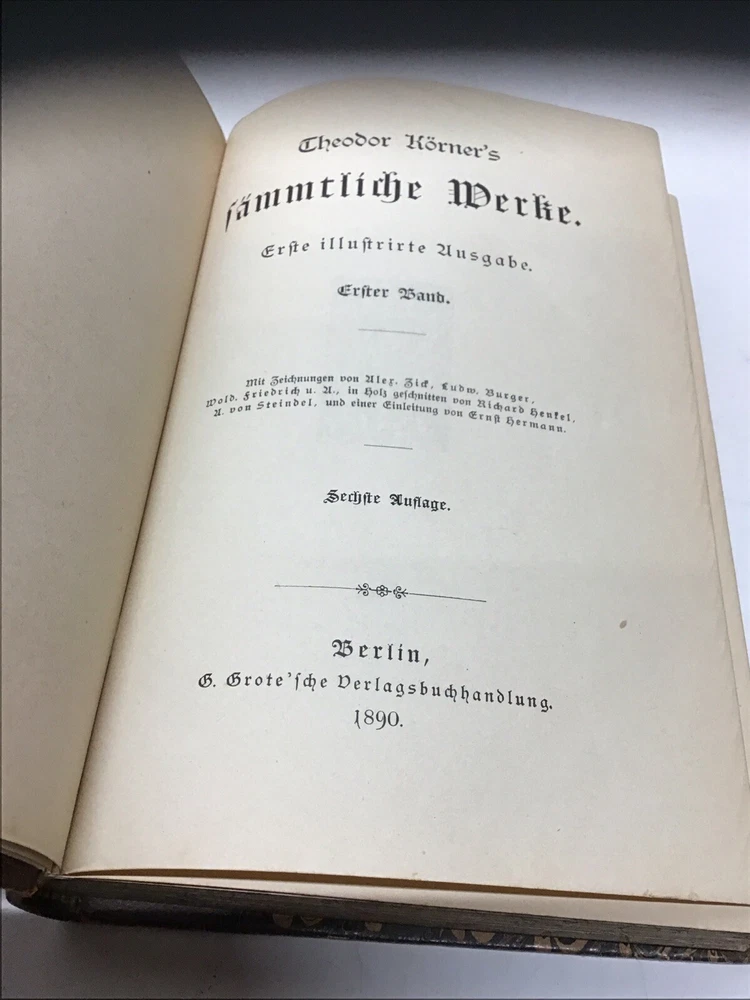 Theodor Körner's
sämmtliche Werke.
Erste illustrirte Ausgabe.
Erster Band.
Mit Zeichnungen von Alex. Zick, Ludw. Burger,
Wold. Friedrich u. A., in Holz geschnitten von Richard Henkel,
A. von Steindel, und einer Einleitung von Ernst Hermann.
Sechste Auflage.
Berlin,
G. Grote'sche Verlagsbuchhandlung.
1890.